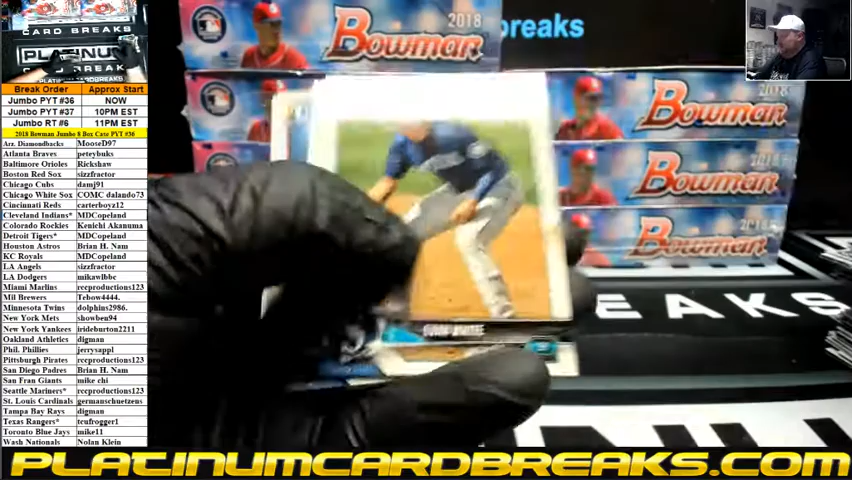 CARD BREAKS
PLATINUM
CARD BREAKS
Break Order Approx Start
Jumbo PYT #36 NOW
Jumbo PYT #37 10PM EST
Jumbo RT #6 11PM EST
2018 Bowman Jumbo 8 Box Case PYT #36
Arz. Diamondbacks MooseD97
Atlanta Braves peteybuks
Baltimore Orioles Rickshaw
Boston Red Sox sizzfractor
Chicago Cubs damj91
Chicago White Sox COMC dalando73
Cincinnati Reds carterboyz12
Cleveland Indians* MDCopeland
Colorado Rockies Kenichi Akanuma
Detroit Tigers* MDCopeland
Houston Astros Brian H. Nam
KC Royals MDCopeland
LA Angels sizzfractor
LA Dodgers mikawlbbc
Miami Marlins rccproductions123
Mil Brewers Tebow4444.
Minnesota Twins dolphins2986.
New York Mets showben94
New York Yankees irideburton2211
Oakland Athletics digman
Phil. Phillies jerrysappl
Pittsburgh Pirates rccproductions123
San Diego Padres Brian H. Nam
San Fran Giants mike chi
Seattle Mariners* rccproductions123
St. Louis Cardinals germanschuetzens
Tampa Bay Rays digman
Texas Rangers* tcufrogger1
Toronto Blue Jays mike11
Wash Nationals Nolan Klein
2018
Bowman
breaks
Bowman
2018
Bowman
2018
Bowman
BREAKS
PLATINUMCARDBREAKS.COM